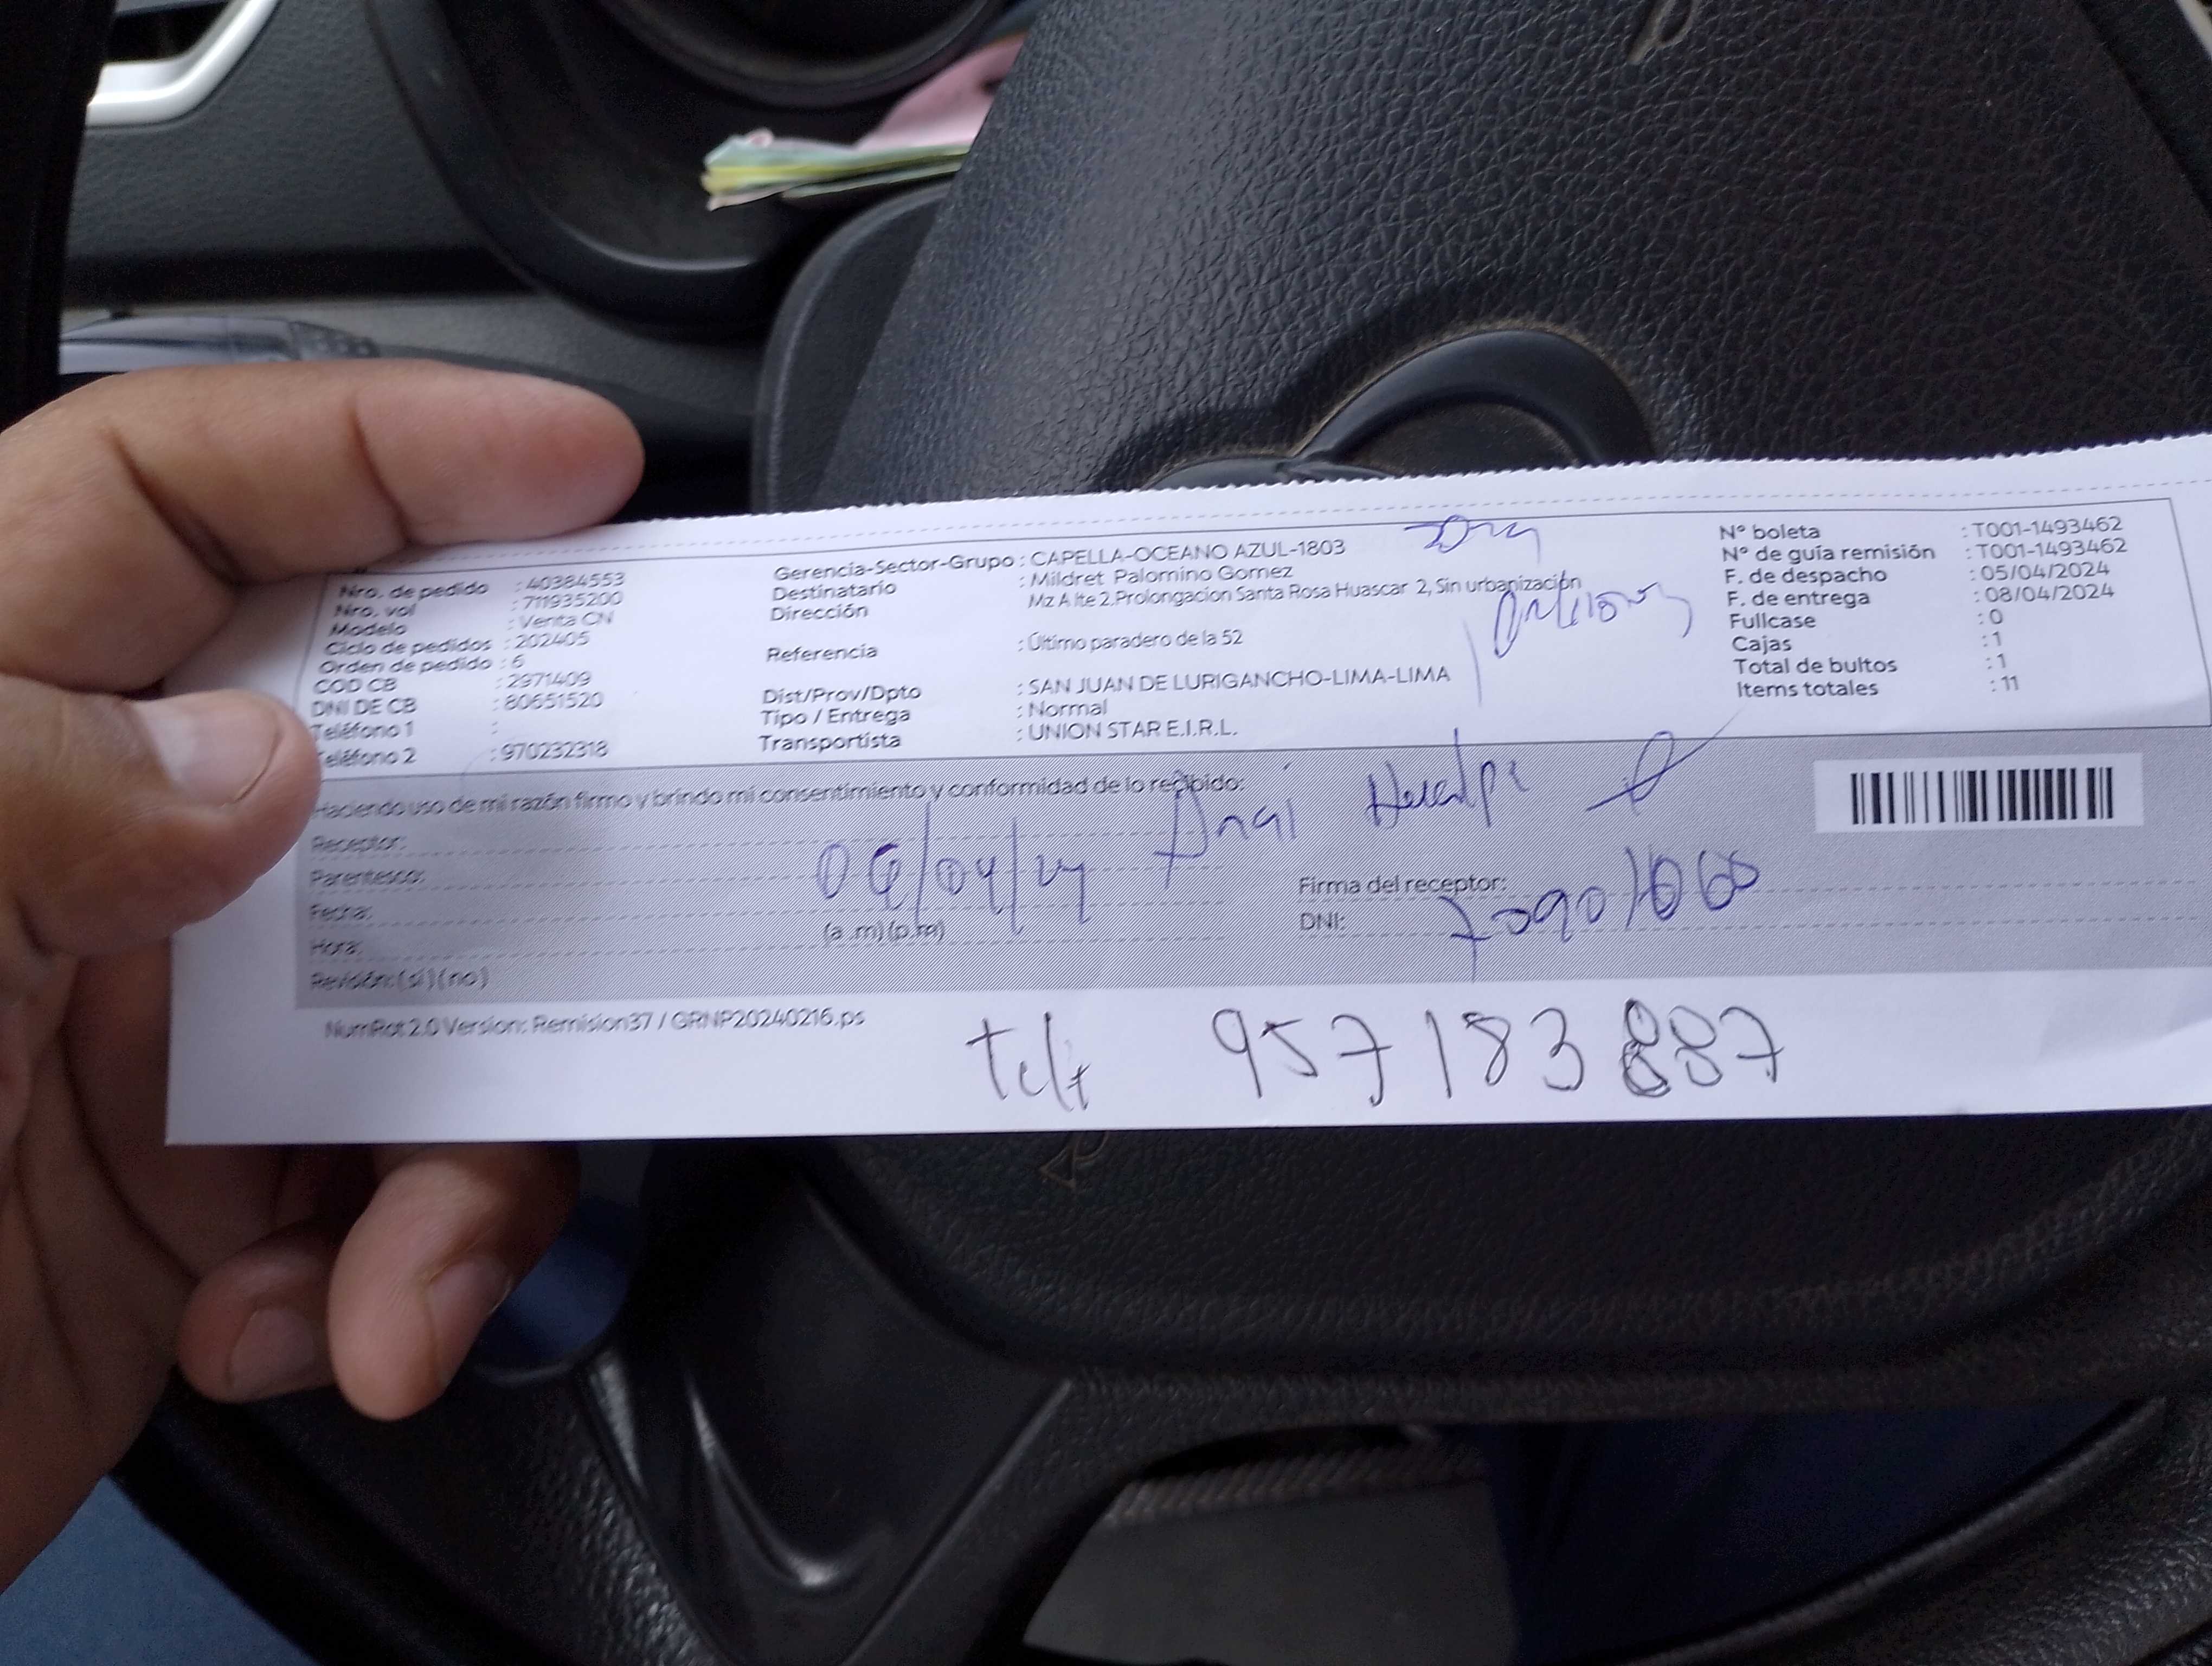 Nro. de pedido : 40384553
Nro. vol : 711935200
Modelo : Venta CN
Ciclo de pedidos : 202405
Orden de pedido : 6
COD CB : 2971409
DNI DE CB : 80651520
Teléfono 1 :
Teléfono 2 : 970232318
Gerencia-Sector-Grupo : CAPELLA-OCEANO AZUL-1803
Destinatario : Mildret Palomino Gomez
Dirección Mz A lte 2.Prolongacion Santa Rosa Huascar 2, Sin urbanización
Referencia : Último paradero de la 52
Dist/Prov/Dpto : SAN JUAN DE LURIGANCHO-LIMA-LIMA
Tipo / Entrega : Normal
Transportista : UNION STAR E.I.R.L.
N° boleta : T001-1493462
N° de guía remisión : T001-1493462
F. de despacho : 05/04/2024
F. de entrega : 08/04/2024
Fullcase : 0
Cajas : 1
Total de bultos : 1
Items totales : 11
Haciendo uso de mi razón firmo y brindo mi consentimiento y conformidad de lo recibido:
Receptor:
Parentesco:
Fecha:
Hora: (a .m) (p.m)
Revisión: (si) (no)
Firma del receptor:
DNI:
NumRot 2.0 Version: Remision37 / GRNP20240216.ps
Telf 957183887